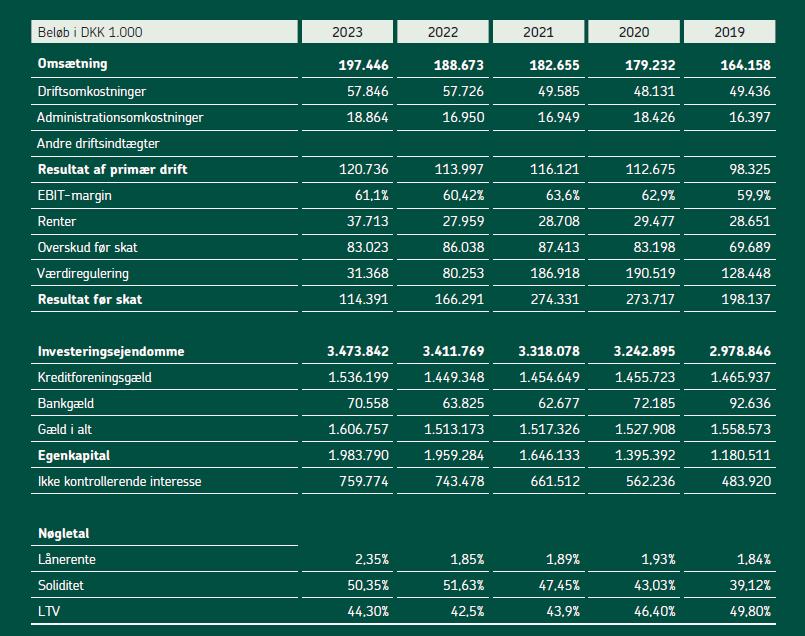 Beløb i DKK 1.000 2023 2022 2021 2020 2019
Omsætning 197.446 188.673 182.655 179.232 164.158
Driftsomkostninger 57.846 57.726 49.585 48.131 49.436
Administrationsomkostninger 18.864 16.950 16.949 18.426 16.397
Andre driftsindtægter
Resultat af primær drift 120.736 113.997 116.121 112.675 98.325
EBIT-margin 61,1% 60,42% 63,6% 62,9% 59,9%
Renter 37.713 27.959 28.708 29.477 28.651
Overskud før skat 83.023 86.038 87.413 83.198 69.689
Værdiregulering 31.368 80.253 186.918 190.519 128.448
Resultat før skat 114.391 166.291 274.331 273.717 198.137
Investeringsejendomme 3.473.842 3.411.769 3.318.078 3.242.895 2.978.846
Kreditforeningsgæld 1.536.199 1.449.348 1.454.649 1.455.723 1.465.937
Bankgæld 70.558 63.825 62.677 72.185 92.636
Gæld i alt 1.606.757 1.513.173 1.517.326 1.527.908 1.558.573
Egenkapital 1.983.790 1.959.284 1.646.133 1.395.392 1.180.511
Ikke kontrollerende interesse 759.774 743.478 661.512 562.236 483.920
Nøgletal
Lånerente 2,35% 1,85% 1,89% 1,93% 1,84%
Soliditet 50,35% 51,63% 47,45% 43,03% 39,12%
LTV 44,30% 42,5% 43,9% 46,40% 49,80%